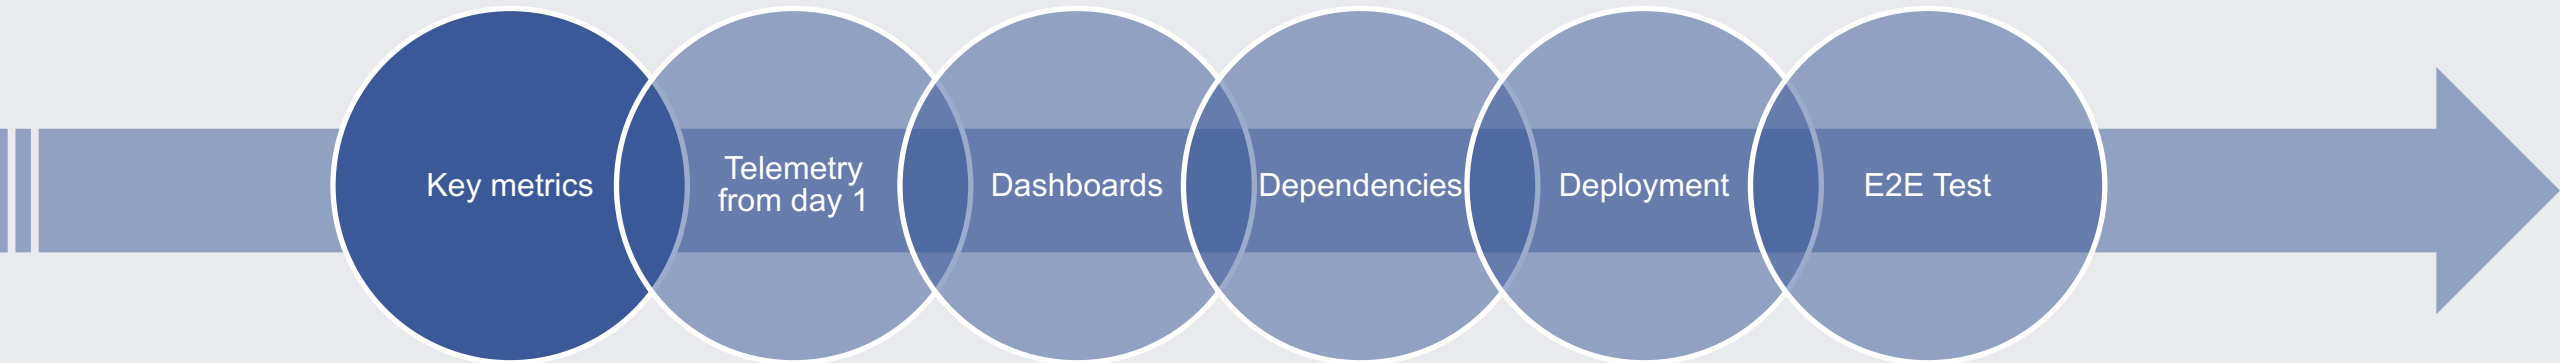 Key metrics
Telemetry
from day 1
Dashboards
Dependencies
Deployment
E2E Test